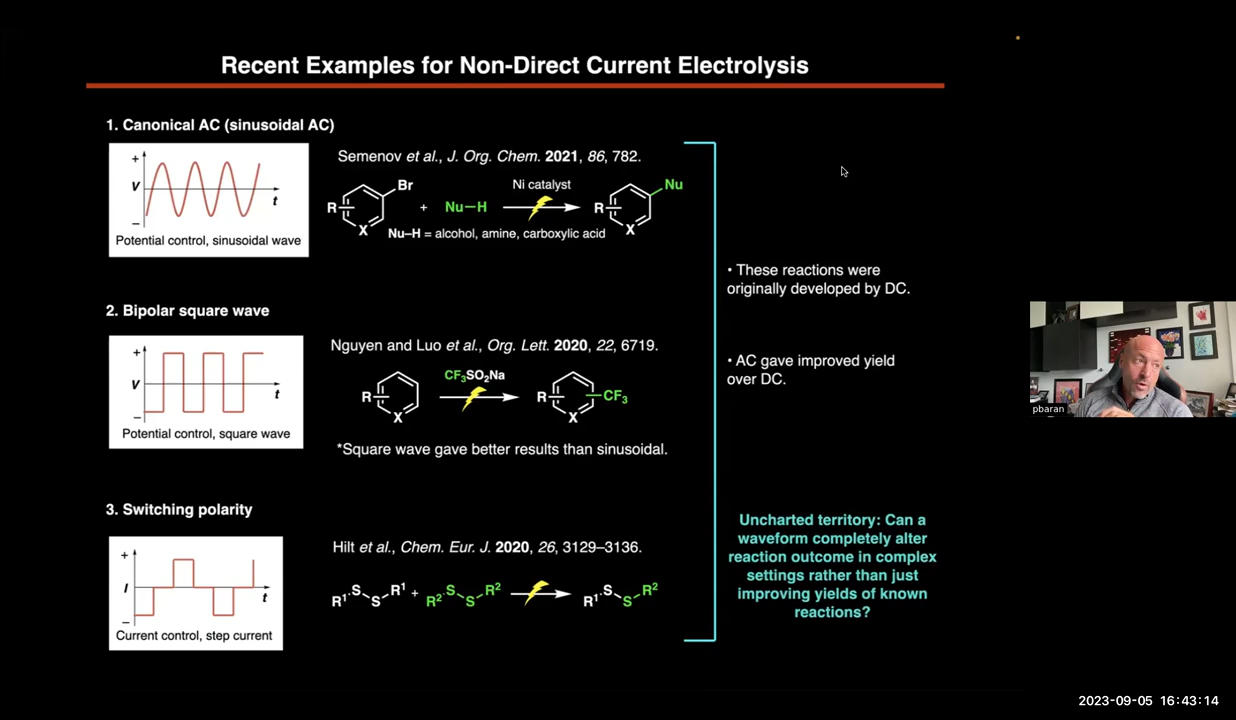 Recent Examples for Non-Direct Current Electrolysis
1. Canonical AC (sinusoidal AC)
+
V
t
−
Potential control, sinusoidal wave
Semenov et al., J. Org. Chem. 2021, 86, 782.
R
Br
X
+
Nu–H
Ni catalyst
R
Nu
X
Nu–H = alcohol, amine, carboxylic acid
• These reactions were
originally developed by DC.
2. Bipolar square wave
+
V
t
−
Potential control, square wave
Nguyen and Luo et al., Org. Lett. 2020, 22, 6719.
R
X
CF3SO2Na
R
CF3
X
*Square wave gave better results than sinusoidal.
• AC gave improved yield
over DC.
pbaran
3. Switching polarity
+
I
t
−
Current control, step current
Hilt et al., Chem. Eur. J. 2020, 26, 3129–3136.
R1 S S R1 + R2 S S R2 R1 S S R2
Uncharted territory: Can a
waveform completely alter
reaction outcome in complex
settings rather than just
improving yields of known
reactions?
2023-09-05 16:43:14